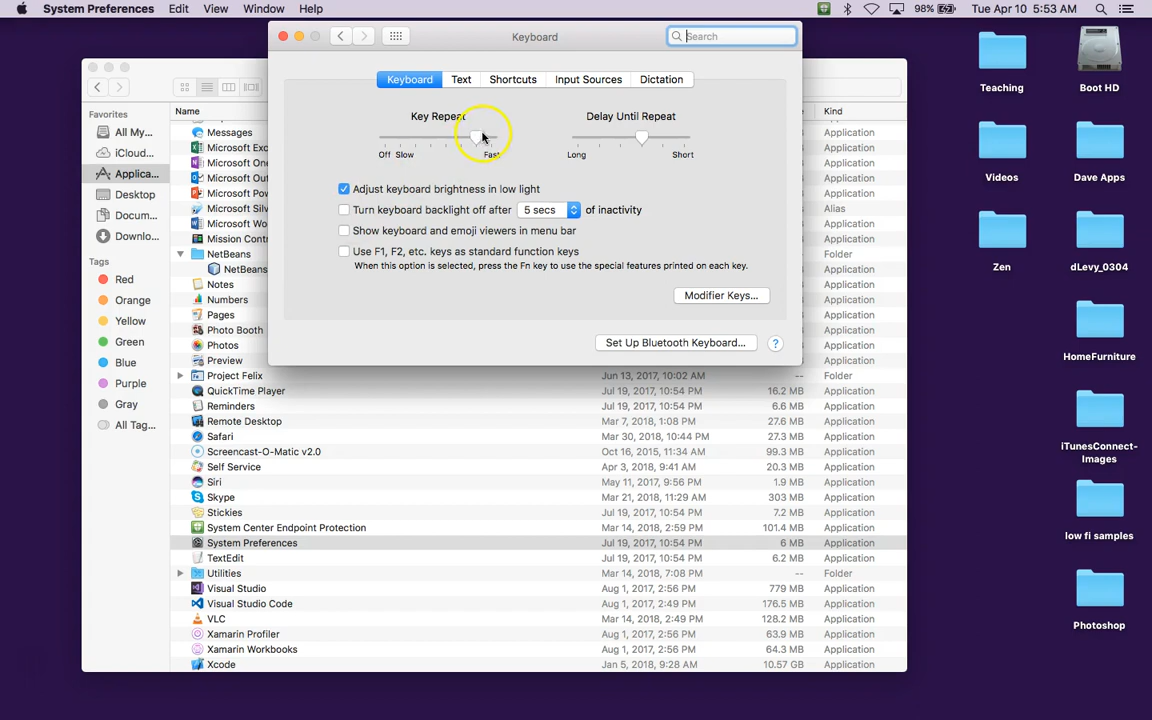 System Preferences Edit View Window Help 98% Tue Apr 10 5:53 AM
Keyboard
Search
Keyboard Text Shortcuts Input Sources Dictation
Key Repeat
Delay Until Repeat
Off Slow Fast
Long Short
Adjust keyboard brightness in low light
Turn keyboard backlight off after 5 secs of inactivity
Show keyboard and emoji viewers in menu bar
Use F1, F2, etc. keys as standard function keys
When this option is selected, press the Fn key to use the special features printed on each key.
Modifier Keys...
Set Up Bluetooth Keyboard... ?
Favorites
All My...
iCloud...
Applica...
Desktop
Docum...
Downlo...
Tags
Red
Orange
Yellow
Green
Blue
Purple
Gray
All Tag...
Name
Kind
Messages Application
Microsoft Exc Application
Microsoft One Application
Microsoft Out Application
Microsoft Pow Application
Microsoft Silv Alias
Microsoft Wo Application
Mission Contr Application
NetBeans Folder
NetBeans Application
Notes Application
Numbers Application
Pages Application
Photo Booth Application
Photos Application
Preview Application
Project Felix Jun 13, 2017, 10:02 AM -- Folder
QuickTime Player Jul 19, 2017, 10:54 PM 16.2 MB Application
Reminders Jul 19, 2017, 10:54 PM 6.6 MB Application
Remote Desktop Mar 7, 2018, 1:08 PM 27.6 MB Application
Safari Mar 30, 2018, 10:44 PM 27.3 MB Application
Screencast-O-Matic v2.0 Oct 16, 2015, 11:34 AM Application
Self Service Apr 3, 2018, 9:41 AM 20.3 MB Application
Siri May 11, 2017, 9:56 PM 1.9 MB Application
Skype Mar 21, 2018, 11:29 AM 303 MB Application
Stickies Jul 19, 2017, 10:54 PM 7.2 MB Application
System Center Endpoint Protection Mar 14, 2018, 2:59 PM 101.4 MB Application
System Preferences Jul 19, 2017, 10:54 PM 6 MB Application
TextEdit Jul 19, 2017, 10:54 PM 6.2 MB Application
Utilities Mar 14, 2018, 7:08 PM -- Folder
Visual Studio Aug 1, 2017, 2:56 PM 779 MB Application
Visual Studio Code Aug 1, 2017, 2:49 PM 176.5 MB Application
VLC Mar 14, 2018, 2:49 PM 128.2 MB Application
Xamarin Profiler Aug 1, 2017, 2:56 PM 63.9 MB Application
Xamarin Workbooks Aug 1, 2017, 2:56 PM 34.9 MB Application
Xcode Jan 5, 2018, 9:28 AM 10.57 GB Application
Teaching
Boot HD
Videos
Dave Apps
Zen
dLevy_0304
HomeFurniture
iTunesConnect-
Images
low fi samples
Photoshop